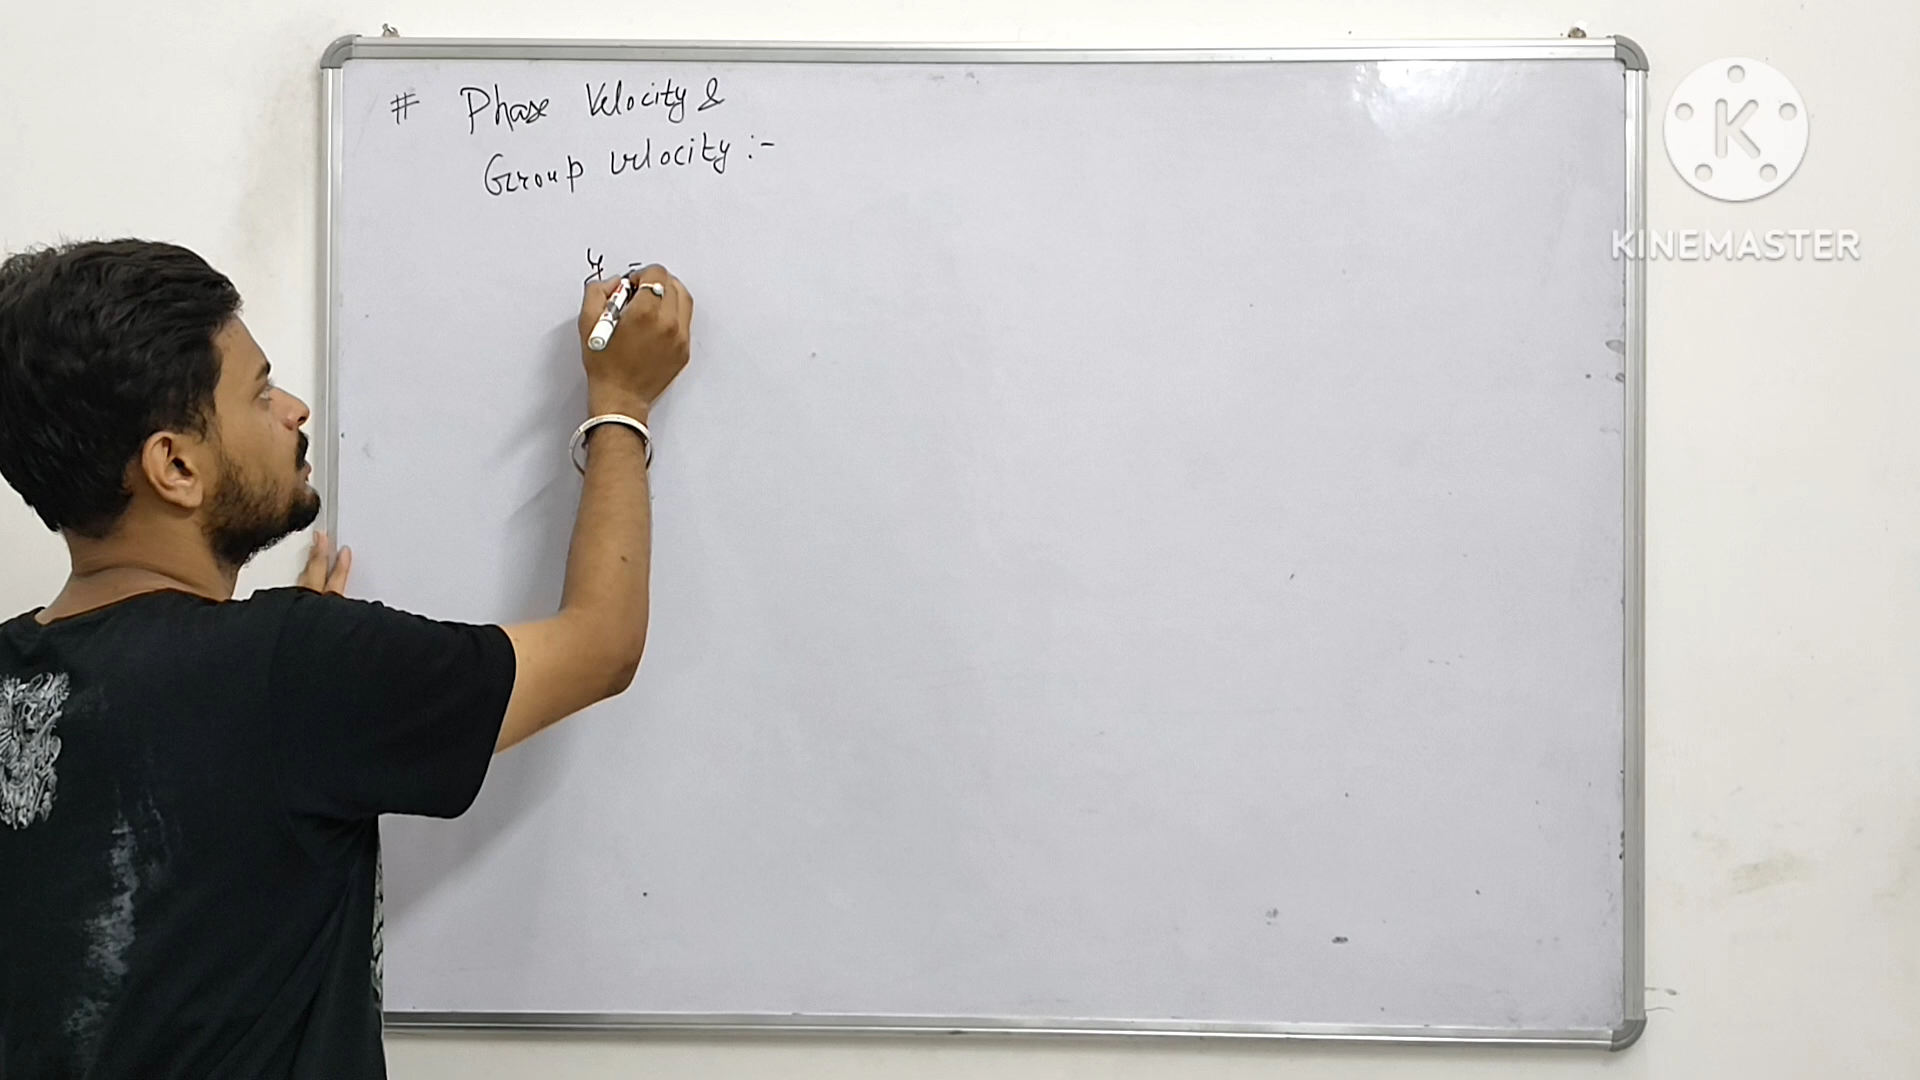 # Phase Velocity &
Group velocity :-
y =
K
KINEMASTER